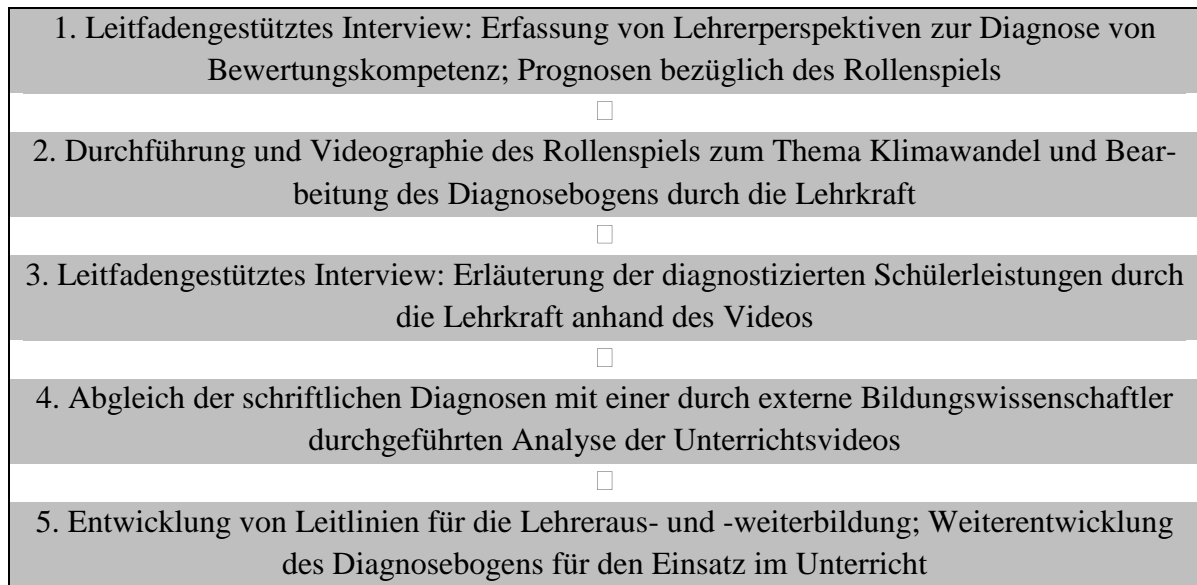 1. Leitfadengestütztes Interview: Erfassung von Lehrerperspektiven zur Diagnose von
Bewertungskompetenz; Prognosen bezüglich des Rollenspiels
2. Durchführung und Videographie des Rollenspiels zum Thema Klimawandel und Bear-
beitung des Diagnosebogens durch die Lehrkraft
3. Leitfadengestütztes Interview: Erläuterung der diagnostizierten Schülerleistungen durch
die Lehrkraft anhand des Videos
4. Abgleich der schriftlichen Diagnosen mit einer durch externe Bildungswissenschaftler
durchgeführten Analyse der Unterrichtsvideos
5. Entwicklung von Leitlinien für die Lehreraus- und -weiterbildung; Weiterentwicklung
des Diagnosebogens für den Einsatz im Unterricht